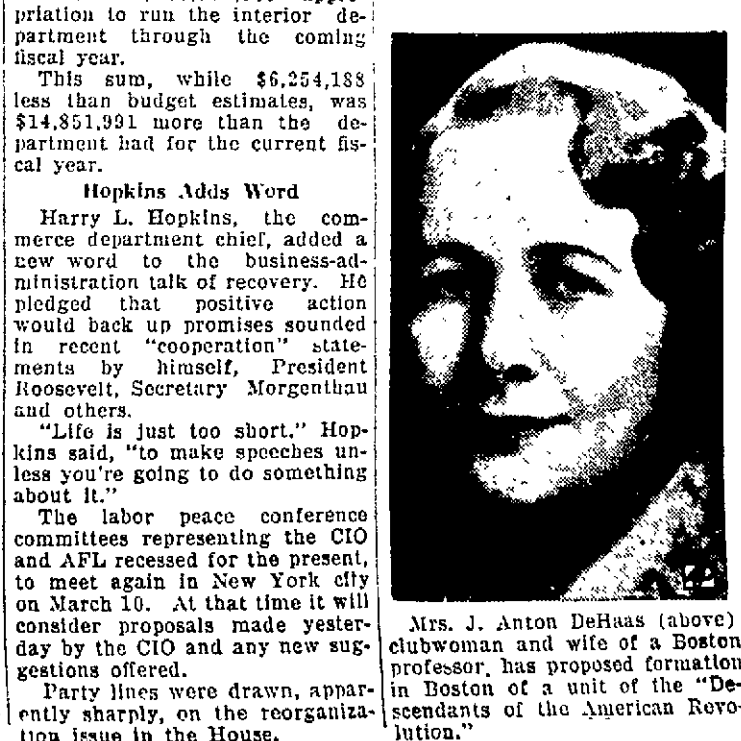 priation to run the interior de-
partment through the coming
fiscal year.
This sum, while $6,254,188
less than budget estimates, was
$14,851,991 more than the de-
partment had for the current fis-
cal year.
Hopkins Adds Word
Harry L. Hopkins, the com-
merce department chief, added a
new word to the business-ad-
ministration talk of recovery. He
pledged that positive action
would back up promises sounded
in recent "cooperation" state-
ments by himself, President
Roosevelt, Secretary Morgenthau
and others.
"Life is just too short." Hop-
kins said, "to make speeches un-
less you're going to do something
about it."
The labor peace conference
committees representing the CIO
and AFL recessed for the present,
to meet again in New York city
on March 10. At that time it will
consider proposals made yester-
day by the CIO and any new sug-
gestions offered.
Party lines were drawn, appar-
ently sharply, on the reorganiza-
tion issue in the House.
Mrs. J. Anton DeHaas (above)
clubwoman and wife of a Boston
professor, has proposed formation
in Boston of a unit of the "De-
scendants of the American Revo-
lution."